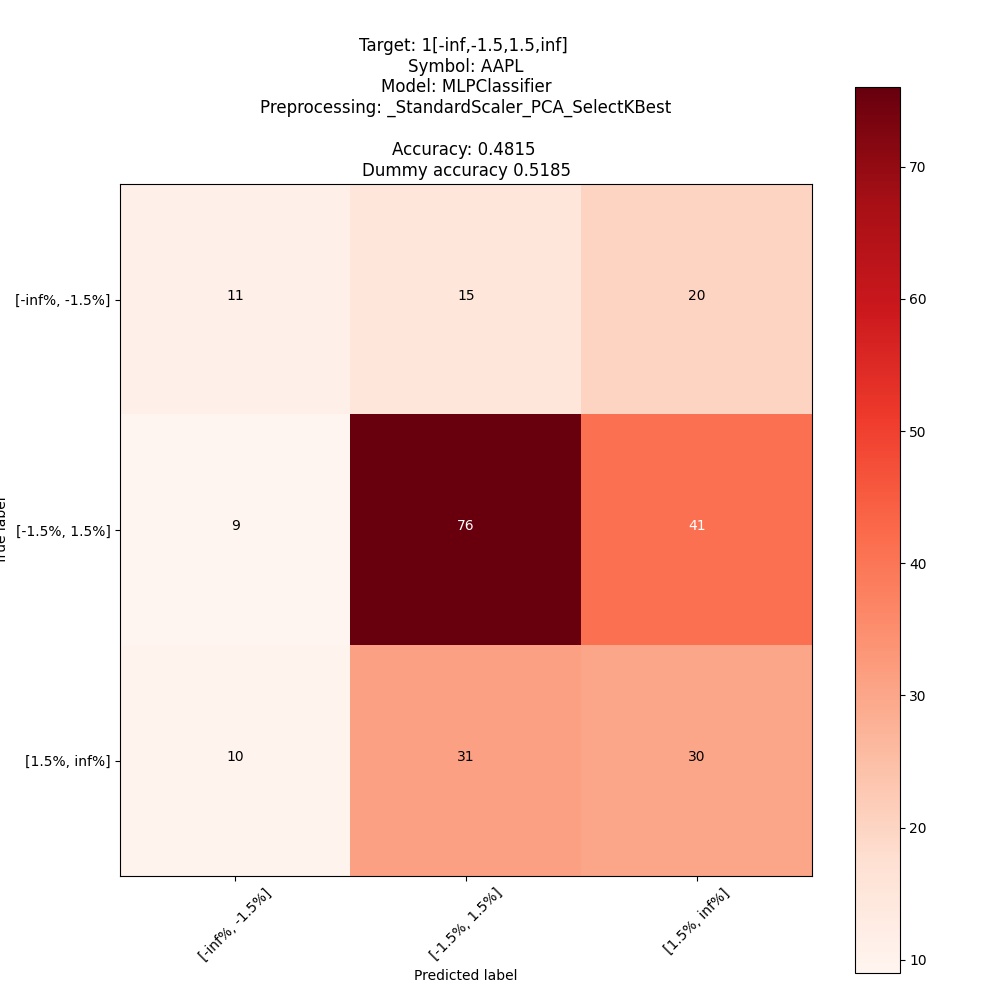 Target: 1[-inf,-1.5,1.5,inf]
Symbol: AAPL
Model: MLPClassifier
Preprocessing: _StandardScaler_PCA_SelectKBest
Accuracy: 0.4815
Dummy accuracy 0.5185
[-inf%, -1.5%]
11
15
20
[-1.5%, 1.5%]
9
76
41
[1.5%, inf%]
10
31
30
[-inf%, -1.5%]
[-1.5%, 1.5%]
[1.5%, inf%]
Predicted label
label
70
60
50
40
30
20
10